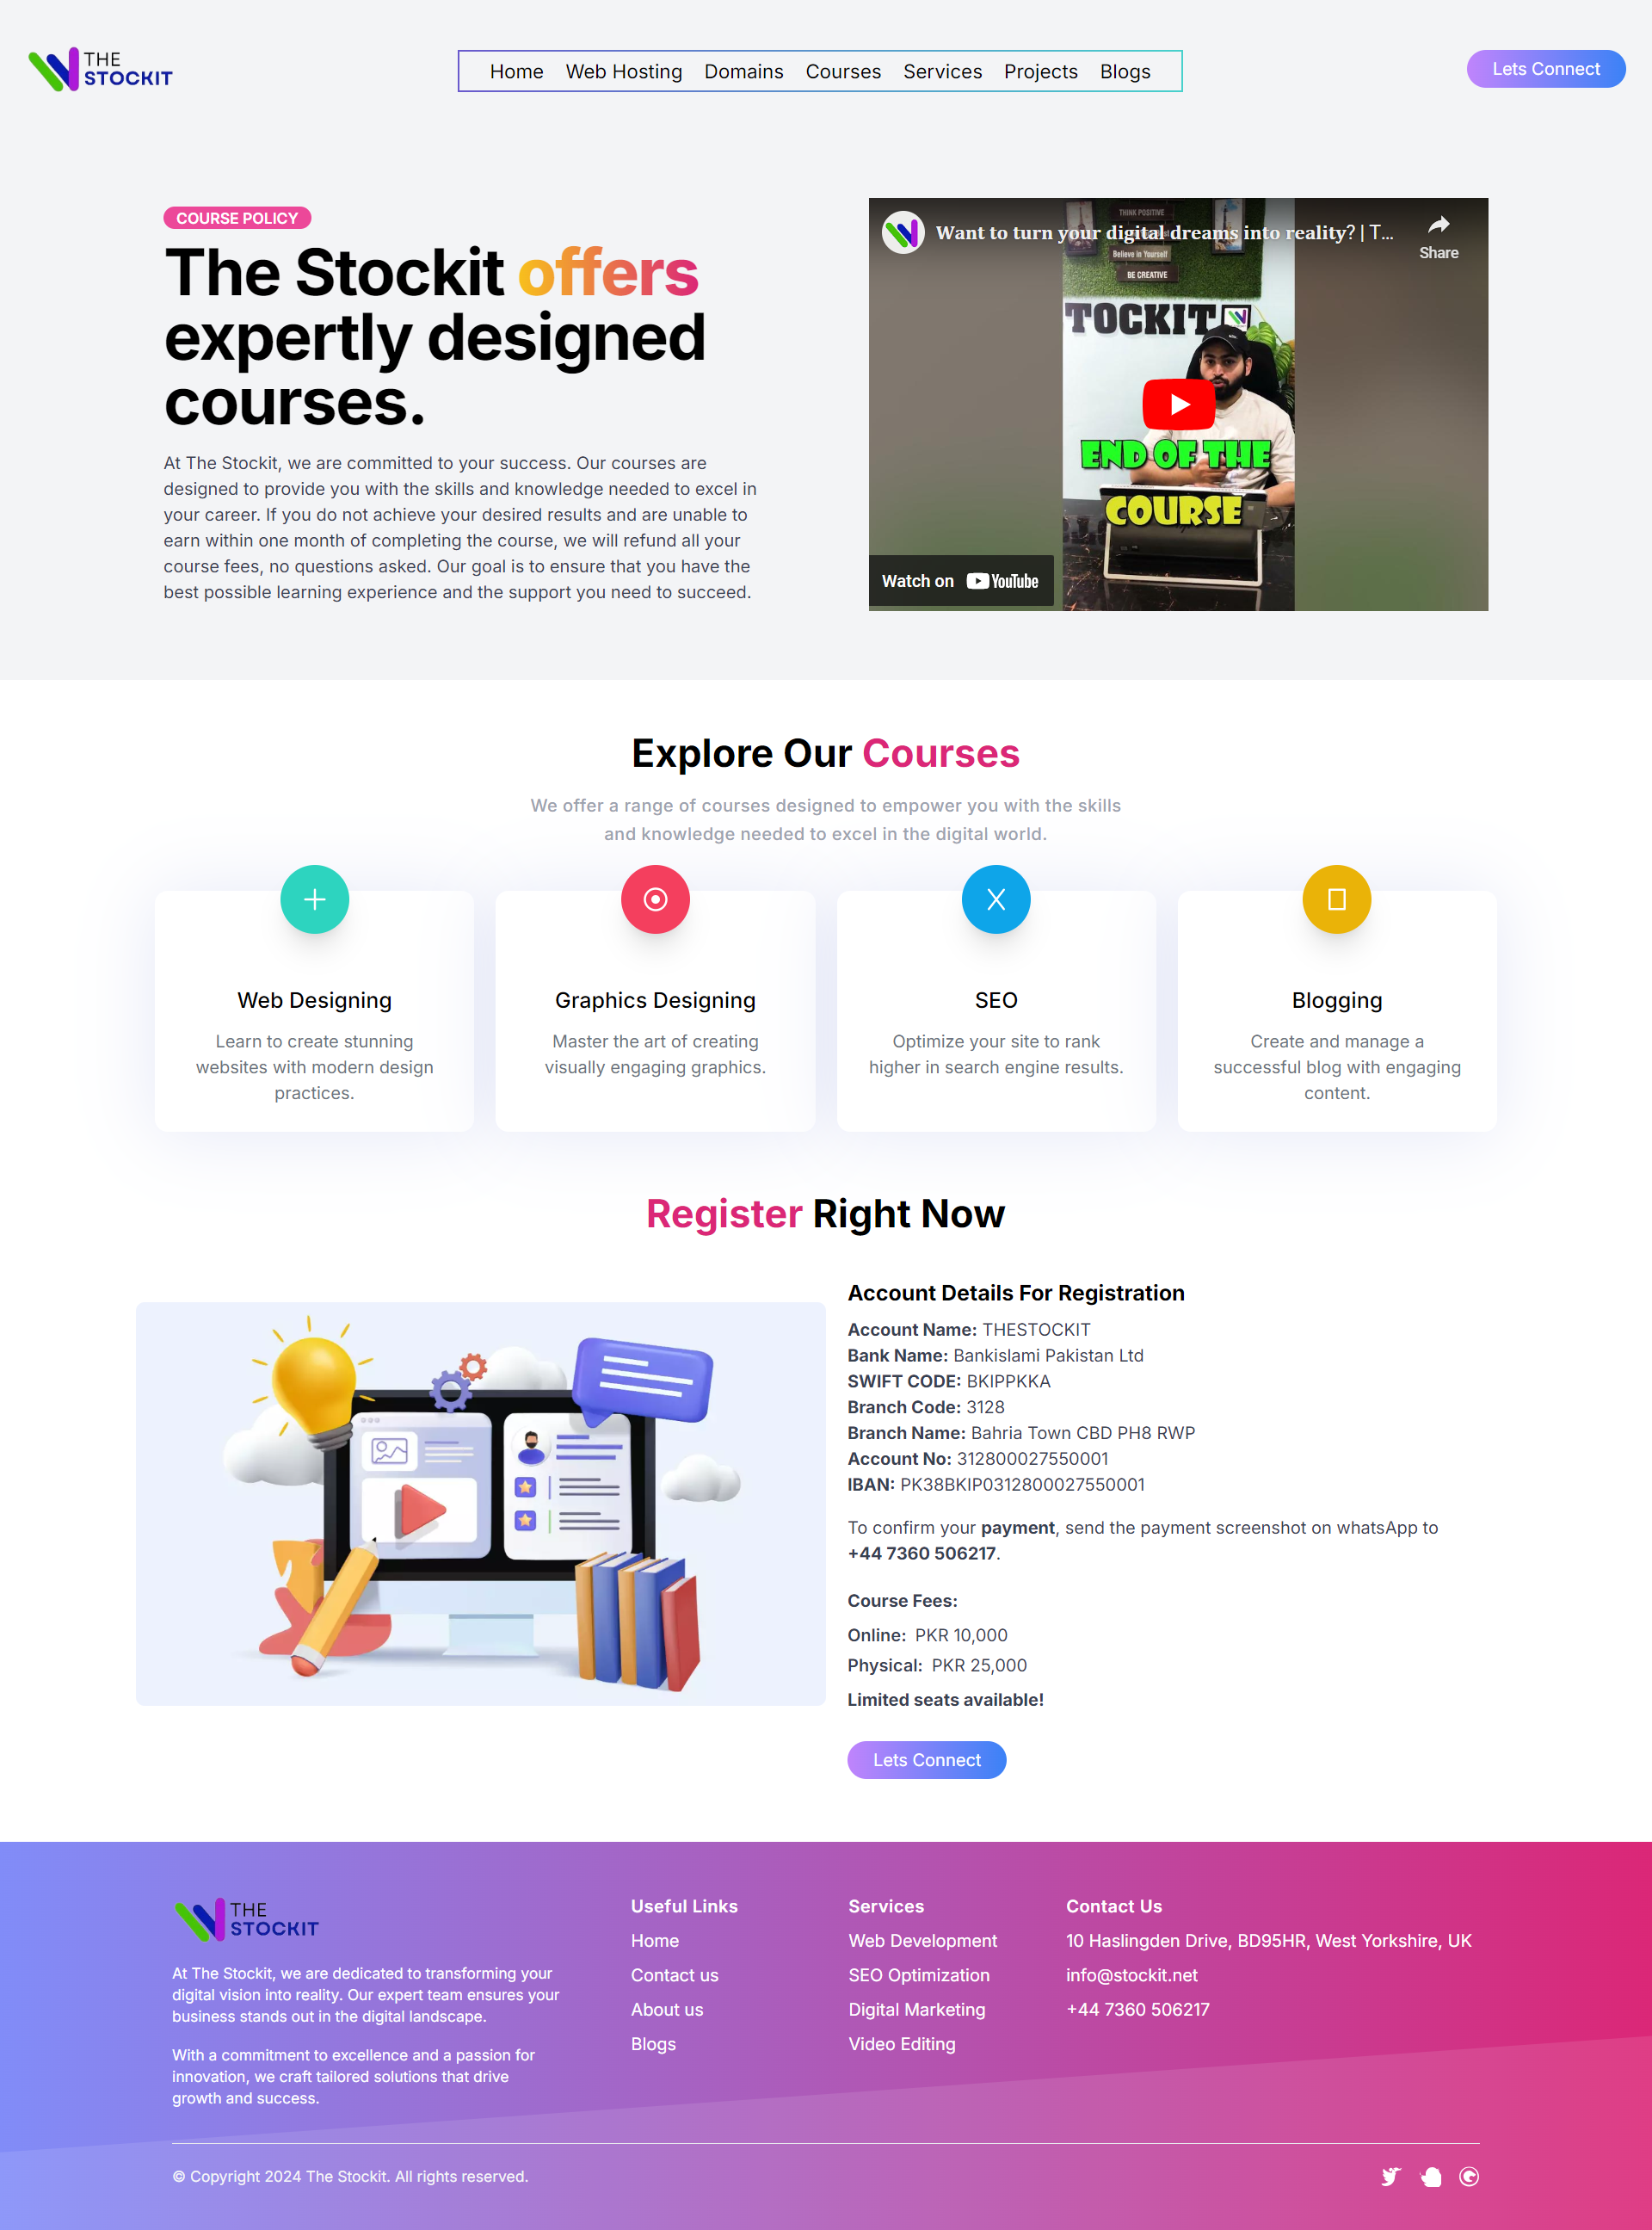 THE
STOCKIT
Home Web Hosting Domains Courses Services Projects Blogs
Lets Connect
COURSE POLICY
The Stockit offers
expertly designed
courses.
At The Stockit, we are committed to your success. Our courses are
designed to provide you with the skills and knowledge needed to excel in
your career. If you do not achieve your desired results and are unable to
earn within one month of completing the course, we will refund all your
course fees, no questions asked. Our goal is to ensure that you have the
best possible learning experience and the support you need to succeed.
Want to turn your digital dreams into reality? | T...
Share
THINK POSITIVE
Believe in Yourself
BE CREATIVE
TOCKIT
END OF THE
COURSE
Watch on YouTube
Explore Our Courses
We offer a range of courses designed to empower you with the skills
and knowledge needed to excel in the digital world.
Web Designing
Learn to create stunning
websites with modern design
practices.
Graphics Designing
Master the art of creating
visually engaging graphics.
SEO
Optimize your site to rank
higher in search engine results.
Blogging
Create and manage a
successful blog with engaging
content.
Register Right Now
Account Details For Registration
Account Name: THESTOCKIT
Bank Name: Bankislami Pakistan Ltd
SWIFT CODE: BKIPPKKA
Branch Code: 3128
Branch Name: Bahria Town CBD PH8 RWP
Account No: 312800027550001
IBAN: PK38BKIP0312800027550001
To confirm your payment, send the payment screenshot on whatsApp to
+44 7360 506217.
Course Fees:
Online: PKR 10,000
Physical: PKR 25,000
Limited seats available!
Lets Connect
THE
STOCKIT
At The Stockit, we are dedicated to transforming your
digital vision into reality. Our expert team ensures your
business stands out in the digital landscape.
With a commitment to excellence and a passion for
innovation, we craft tailored solutions that drive
growth and success.
Useful Links
Home
Contact us
About us
Blogs
Services
Web Development
SEO Optimization
Digital Marketing
Video Editing
Contact Us
10 Haslingden Drive, BD95HR, West Yorkshire, UK
info@stockit.net
+44 7360 506217
© Copyright 2024 The Stockit. All rights reserved.